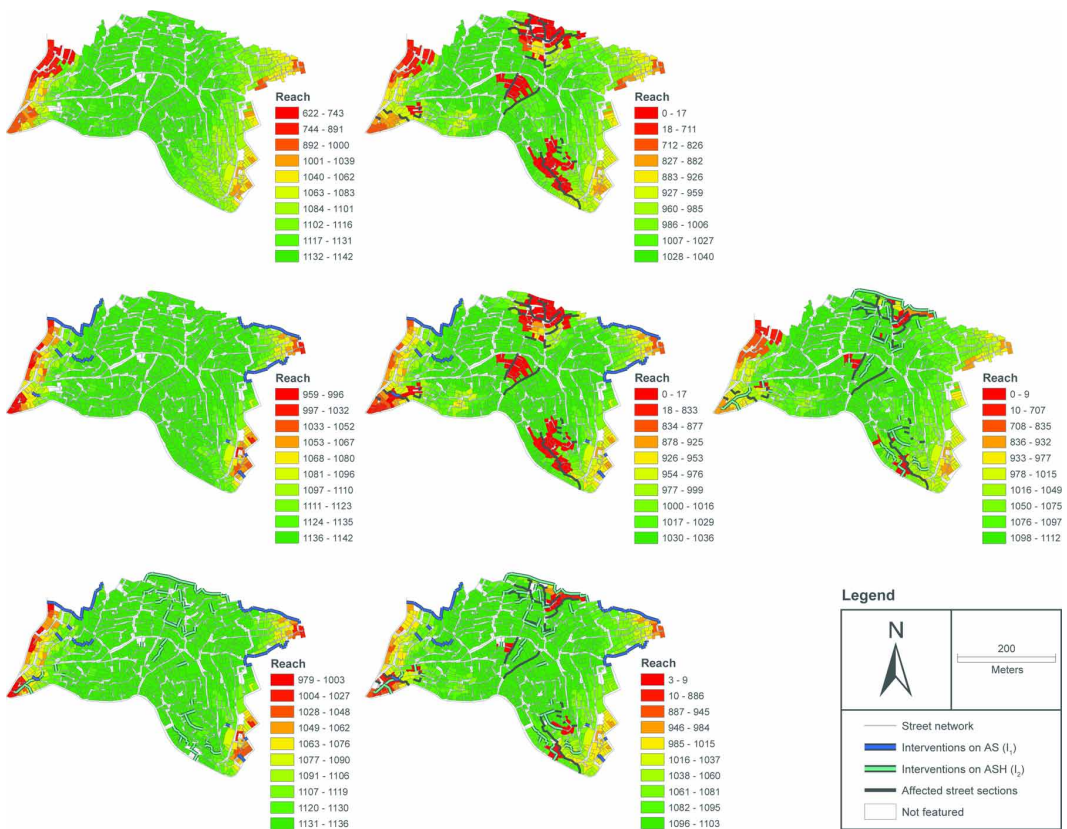 Reach
622 - 743
744 - 891
892 - 1000
1001 - 1039
1040 - 1062
1063 - 1083
1084 - 1101
1102 - 1116
1117 - 1131
1132 - 1142
Reach
0 - 17
18 - 711
712 - 826
827 - 882
883 - 926
927 - 959
960 - 985
986 - 1006
1007 - 1027
1028 - 1040
Reach
959 - 996
997 - 1032
1033 - 1052
1053 - 1067
1068 - 1080
1081 - 1096
1097 - 1110
1111 - 1123
1124 - 1135
1136 - 1142
Reach
0 - 17
18 - 833
834 - 877
878 - 925
926 - 953
954 - 976
977 - 999
1000 - 1016
1017 - 1029
1030 - 1036
Reach
0 - 9
10 - 707
708 - 835
836 - 932
933 - 977
978 - 1015
1016 - 1049
1050 - 1075
1076 - 1097
1098 - 1112
Reach
979 - 1003
1004 - 1027
1028 - 1048
1049 - 1062
1063 - 1076
1077 - 1090
1091 - 1106
1107 - 1119
1120 - 1130
1131 - 1136
Reach
3 - 9
10 - 886
887 - 945
946 - 984
985 - 1015
1016 - 1037
1038 - 1060
1061 - 1081
1082 - 1095
1096 - 1103
Legend
N
200
Meters
Street network
Interventions on AS (I₁)
Interventions on ASH (I₂)
Affected street sections
Not featured